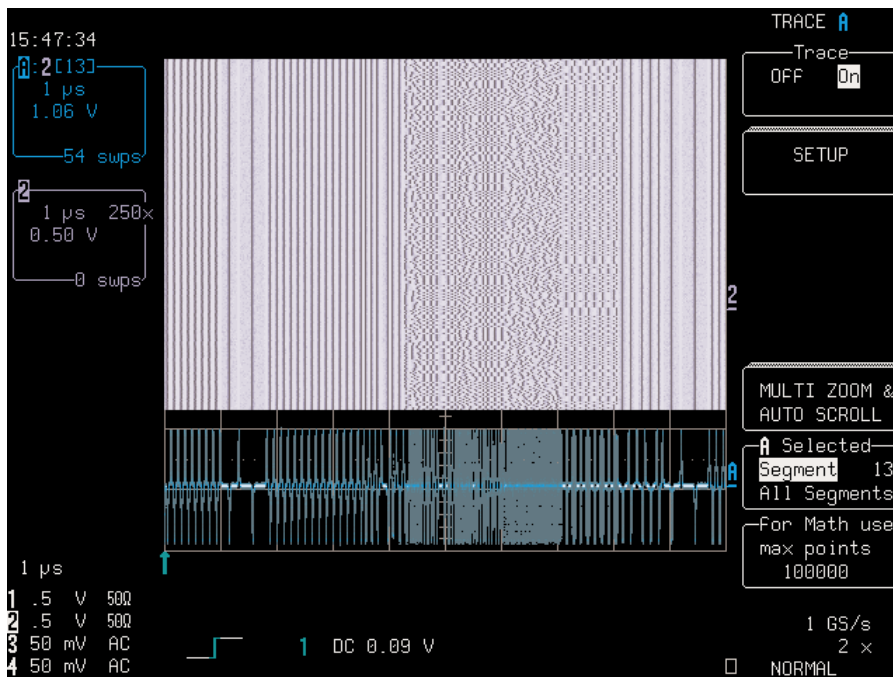 TRACE A
15:47:34
A:2[13]
1 µs
1.06 V
54 swps
2
1 µs 250x
0.50 V
0 swps
Trace
OFF On
SETUP
2
MULTI ZOOM &
AUTO SCROLL
A Selected
Segment 13
All Segments
A
For Math use
max points
100000
1 µs
1 .5 V 50Ω
2 .5 V 50Ω
3 50 mV AC
4 50 mV AC
1 DC 0.09 V
1 GS/s
2 x
NORMAL